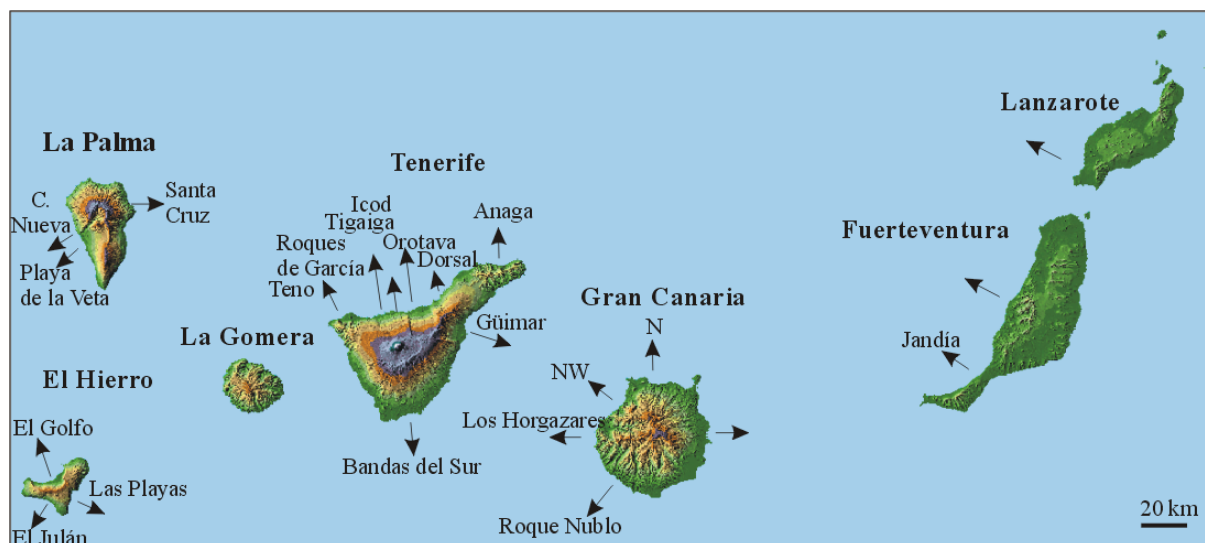 La Palma
C.
Nueva
Santa
Cruz
Playa
de la Veta
El Hierro
El Golfo
Las Playas
El Julán
La Gomera
Tenerife
Anaga
Icod
Tigaiga
Orotava
Roques
de García
Dorsal
Teno
Güimar
Bandas del Sur
Gran Canaria
N
NW
Los Horgazares
Roque Nublo
Lanzarote
Fuerteventura
Jandía
20 km